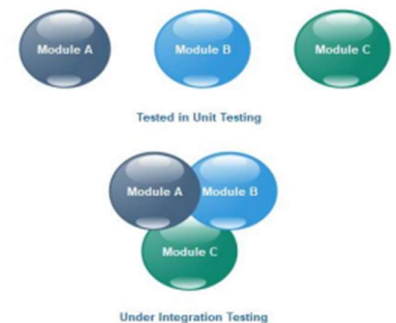 Module A Module B Module C
Tested in Unit Testing
Module A Module B
Module C
Under Integration Testing